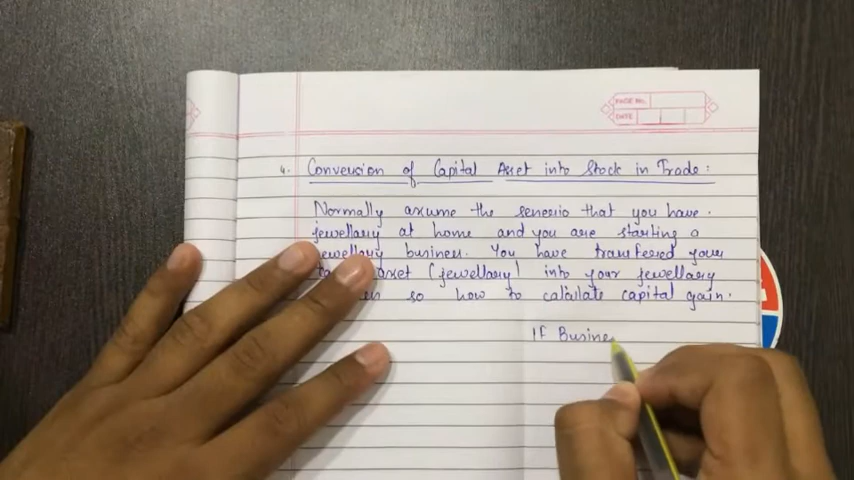 PAGE No.
DATE
4. Conversion of Capital Asset into Stock in Trade:
Normally assume the senerio that you have.
jewellary at home and you are starting a
jewellary business. You have transfered your
asset (jewellary) into your jewellary
so how to calculate capital gain.
If Busine